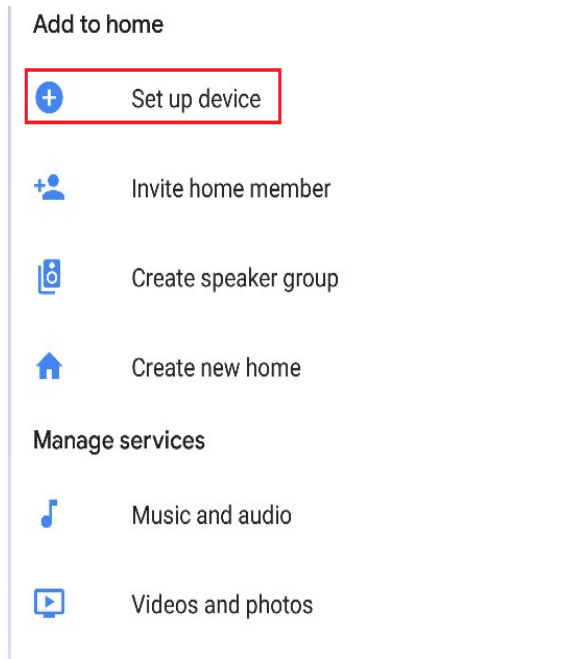 Add to home
Set up device
Invite home member
Create speaker group
Create new home
Manage services
Music and audio
Videos and photos